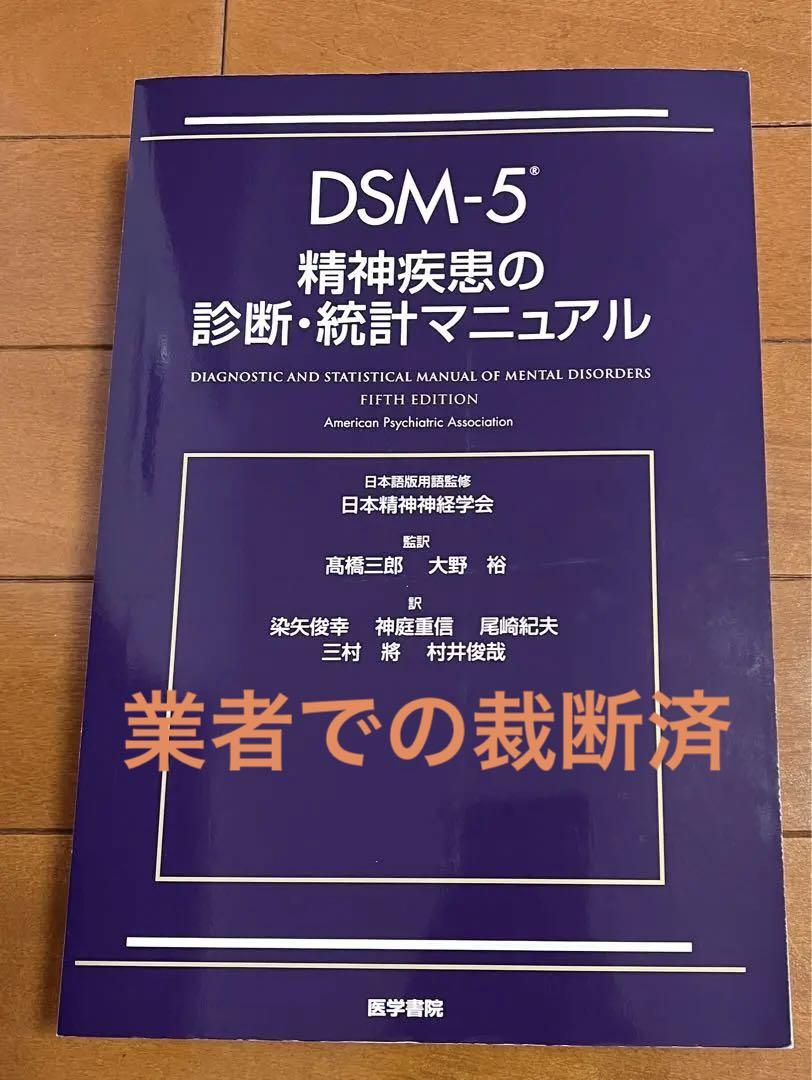 DSM-5®
精神疾患の
診断・統計マニュアル
DIAGNOSTIC AND STATISTICAL MANUAL OF MENTAL DISORDERS
FIFTH EDITION
American Psychiatric Association
日本語版用語監修
日本精神神経学会
監訳
髙橋三郎 大野 裕
訳
染矢俊幸 神庭重信 尾崎紀夫
三村 將 村井俊哉
業者での裁断済
医学書院